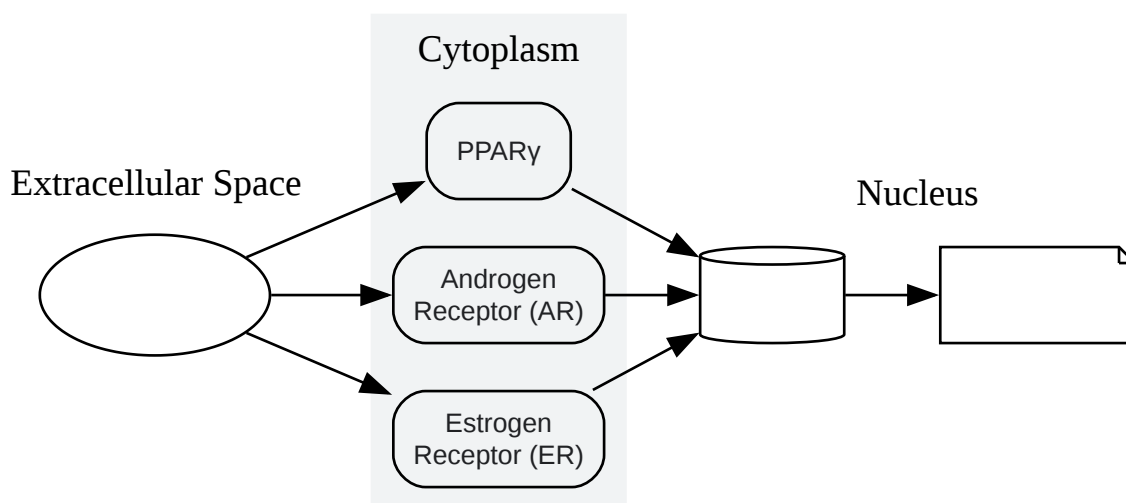 Cytoplasm
PPARγ
Extracellular Space
Nucleus
Androgen
Receptor (AR)
Estrogen
Receptor (ER)